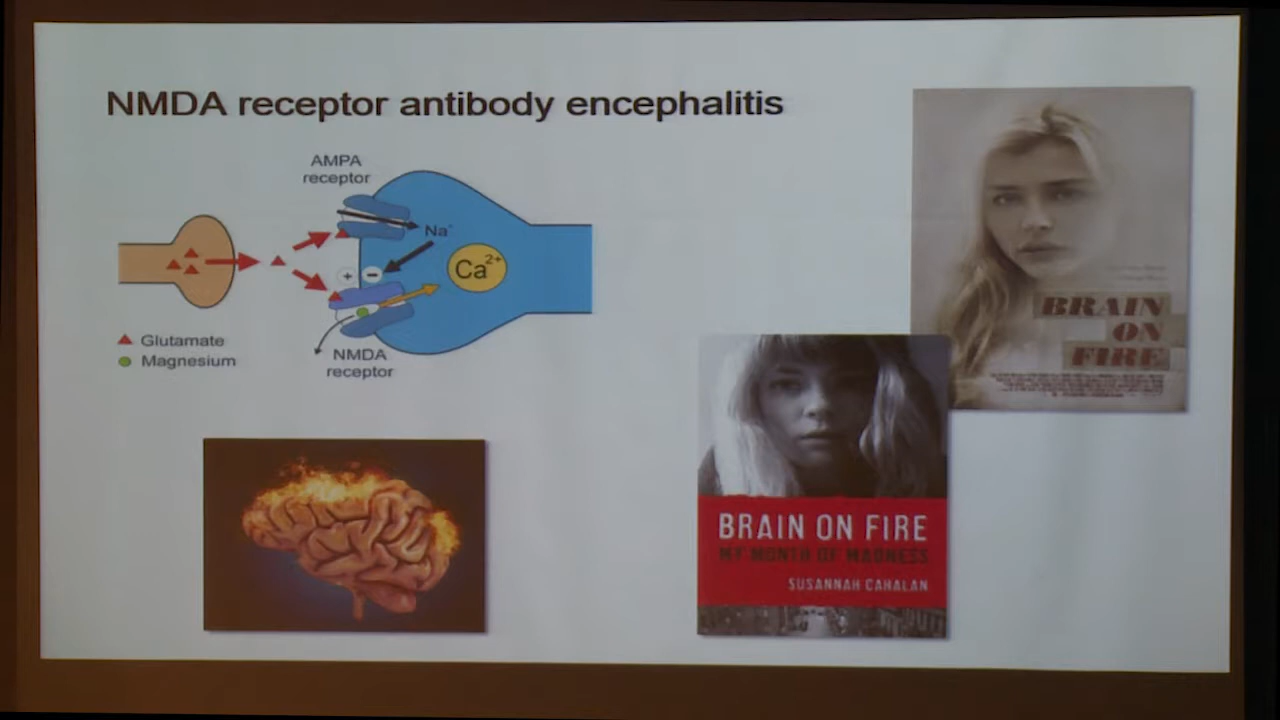 NMDA receptor antibody encephalitis
AMPA
receptor
Na⁺
+
−
Ca²⁺
Glutamate
Magnesium
NMDA
receptor
BRAIN
ON
FIRE
BRAIN ON FIRE
MY MONTH OF MADNESS
SUSANNAH CAHALAN